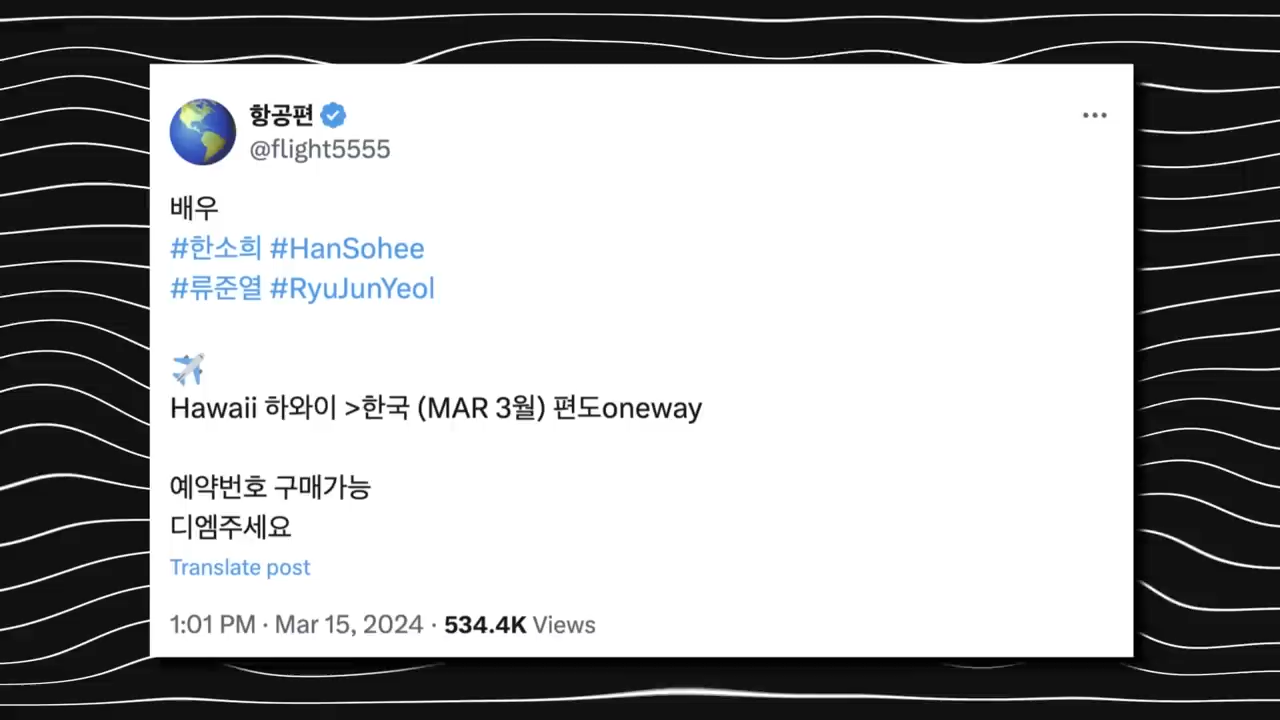 항공편
@flight5555
배우
#한소희 #HanSohee
#류준열 #RyuJunYeol
Hawaii 하와이 >한국 (MAR 3월) 편도oneway
예약번호 구매가능
디엠주세요
Translate post
1:01 PM · Mar 15, 2024 · 534.4K Views